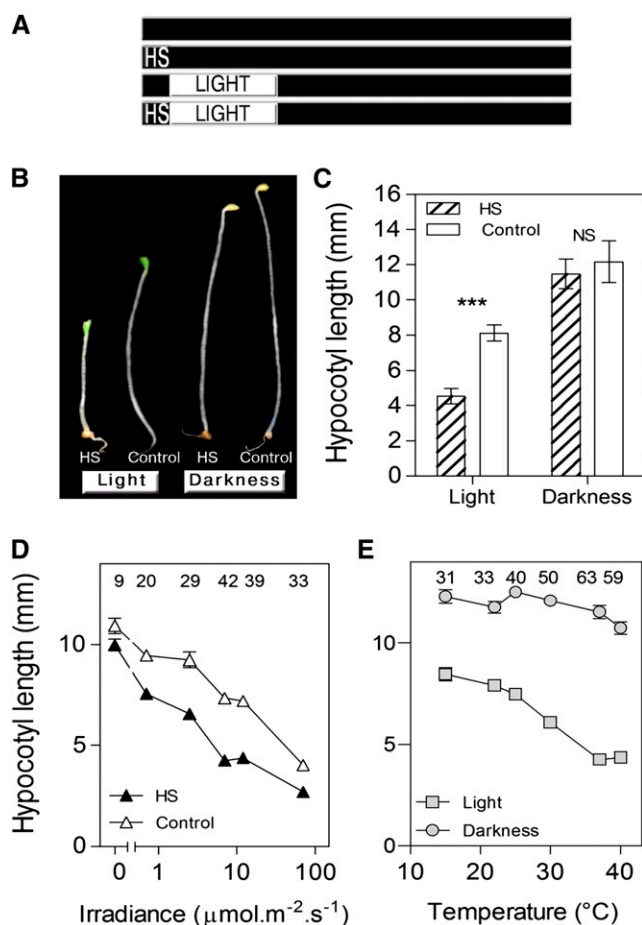 A
HS
LIGHT
HS LIGHT
B
HS Control HS Control
Light Darkness
C
Hypocotyl length (mm)
16
14
12
10
8
6
4
2
0
HS
Control
***
NS
Light Darkness
D
Hypocotyl length (mm)
10
5
0
9 20 29 42 39 33
HS
Control
0 1 10 100
Irradiance (μmol.m⁻².s⁻¹)
E
10
5
0
31 33 40 50 63 59
Light
Darkness
10 20 30 40
Temperature (°C)